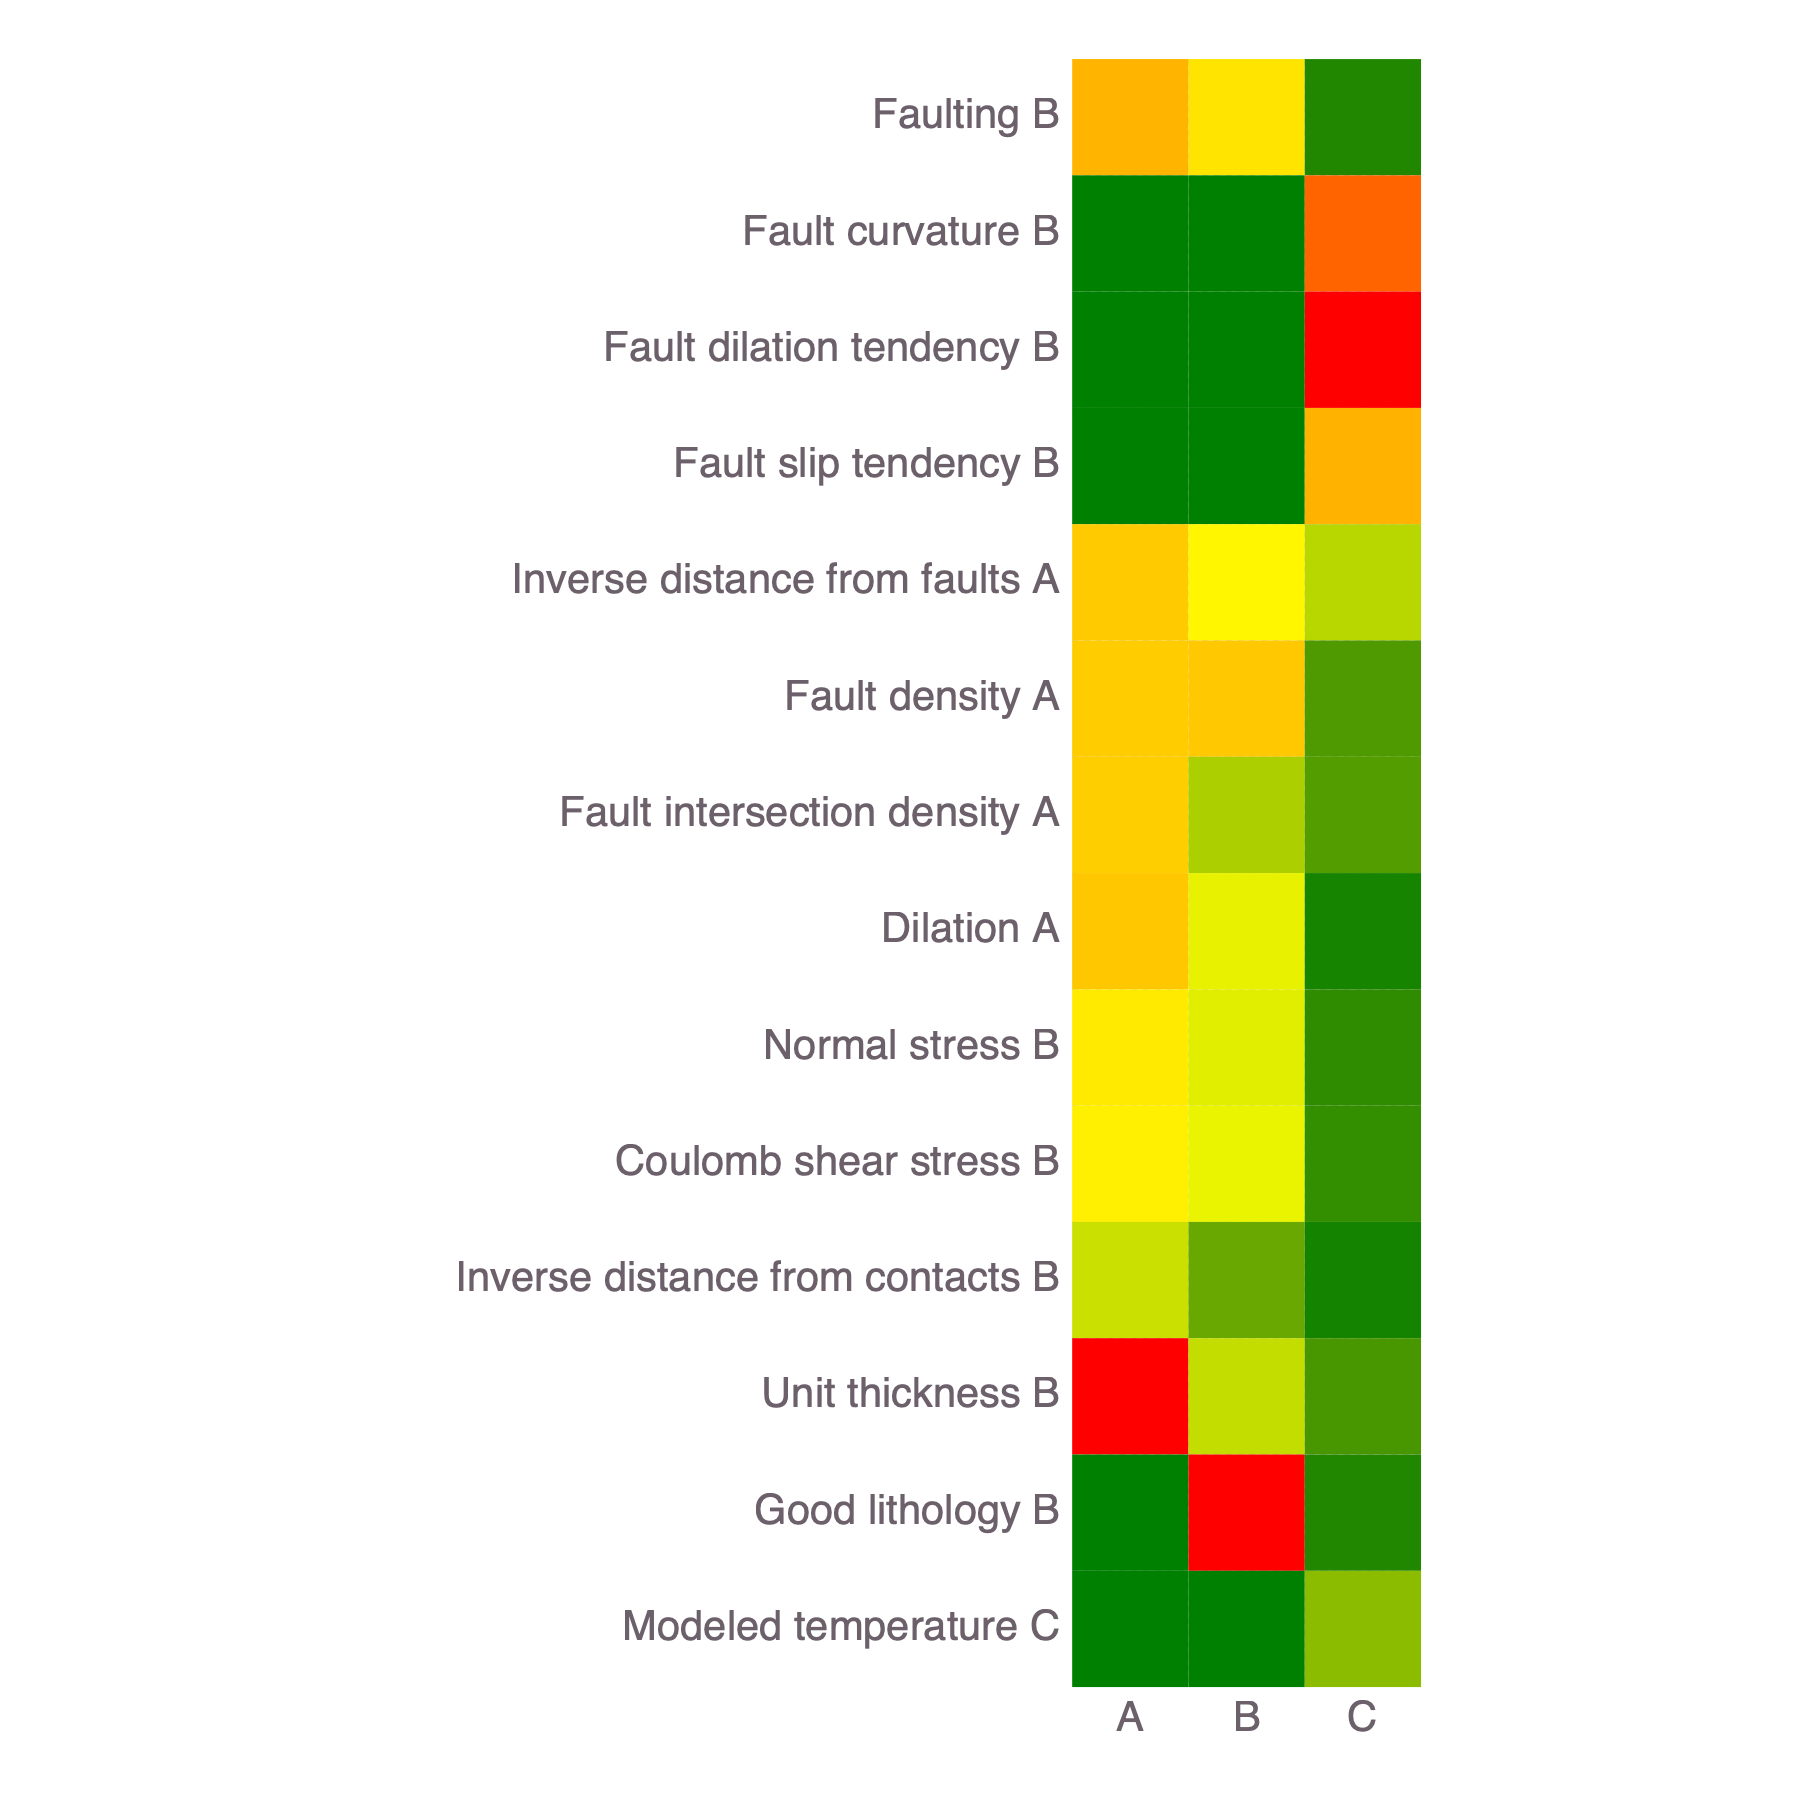 Faulting B
Fault curvature B
Fault dilation tendency B
Fault slip tendency B
Inverse distance from faults A
Fault density A
Fault intersection density A
Dilation A
Normal stress B
Coulomb shear stress B
Inverse distance from contacts B
Unit thickness B
Good lithology B
Modeled temperature C
A B C